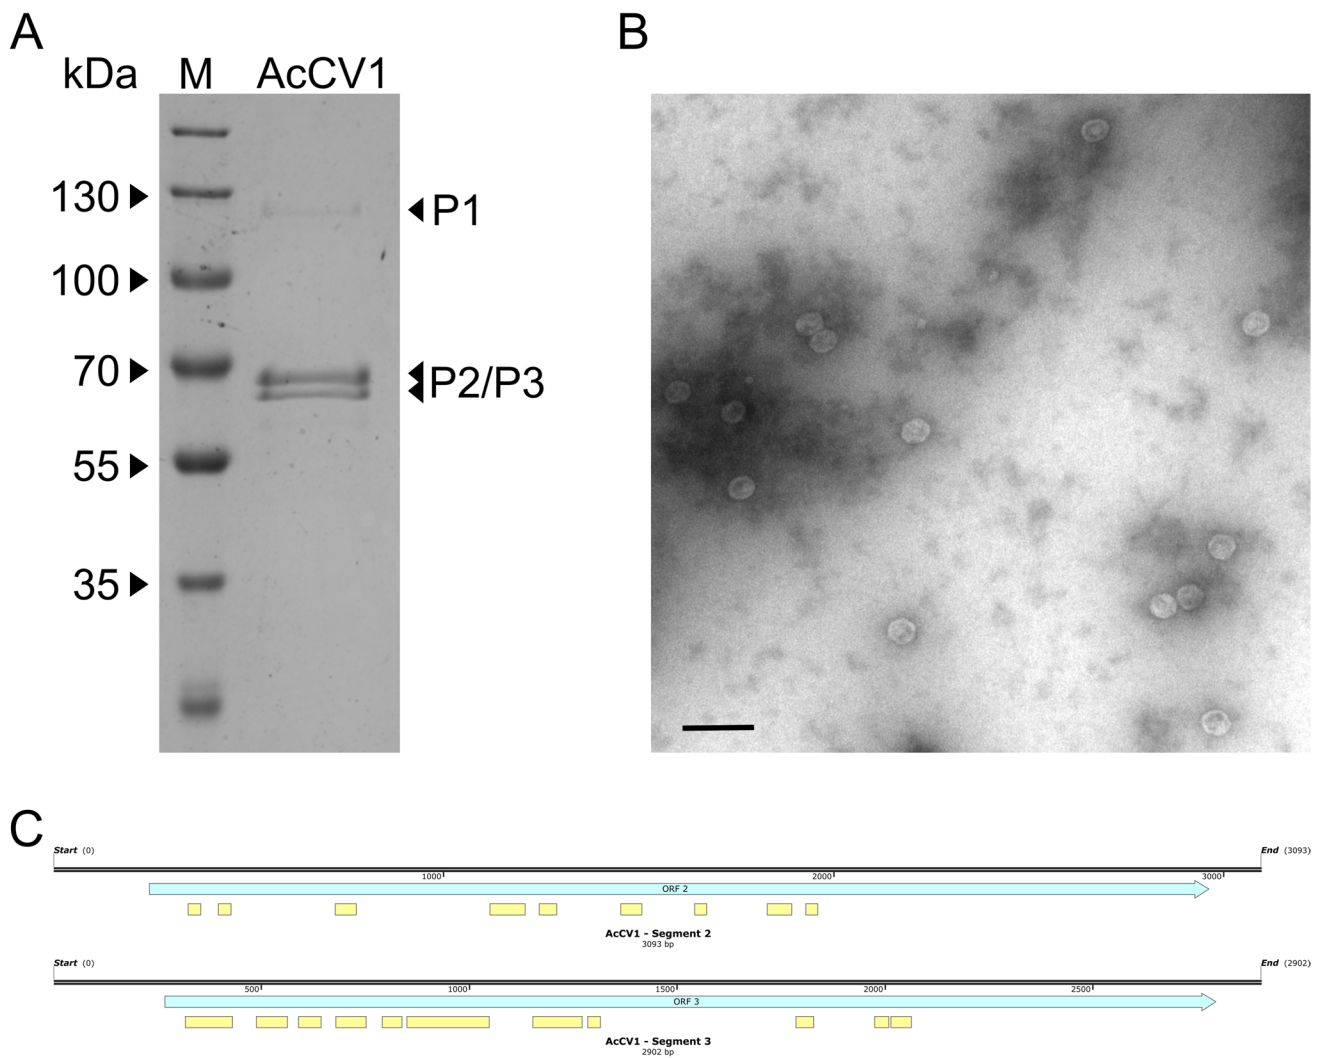 A
B
kDa M AcCV1
130
P1
100
70
P2/P3
55
35
C
Start (0) End (3093)
1000 2000 3000
ORF 2
AcCV1 - Segment 2
3093 bp
Start (0) End (2902)
500 1000 1500 2000 2500
ORF 3
AcCV1 - Segment 3
2902 bp